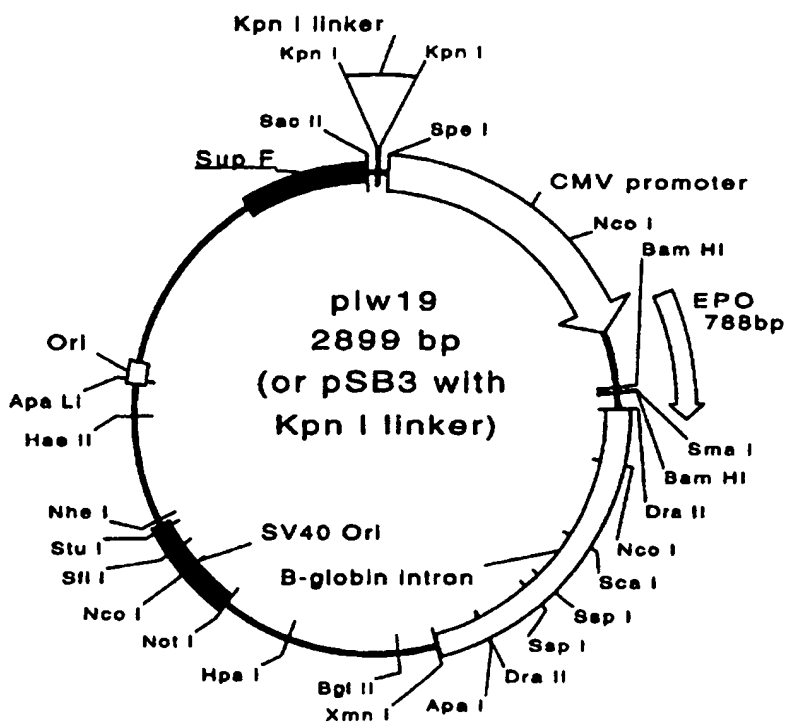 Kpn I linker
Kpn I
Kpn I
Sac II
Spe I
Sup F
CMV promoter
Nco I
Bam HI
EPO
788bp
plw19
2899 bp
(or pSB3 with
Kpn I linker)
Ori
Apa LI
Hae II
Sma I
Bam HI
Dra II
Nco I
Sca I
Ssp I
Ssp I
Dra II
Apa I
Xmn I
Bgl II
Hpa I
Not I
Nco I
Sfi I
Stu I
Nhe I
SV40 Ori
B-globin intron